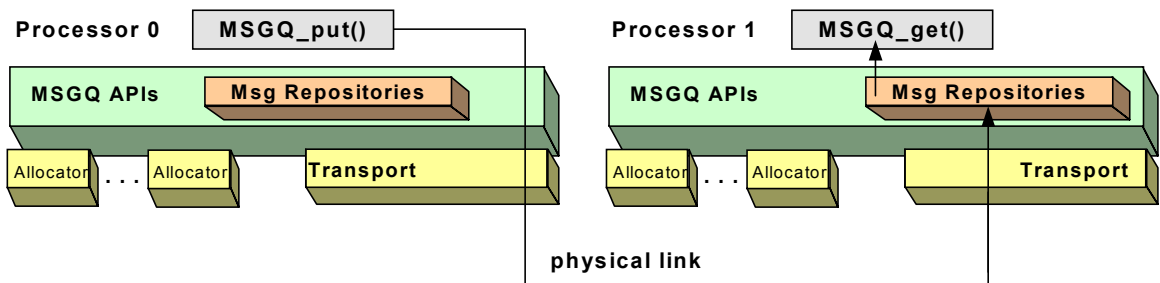 Processor 0 MSGQ_put() Processor 1 MSGQ_get()
MSGQ APIs Msg Repositories MSGQ APIs Msg Repositories
Allocator . . . Allocator Transport Allocator . . . Allocator Transport
physical link